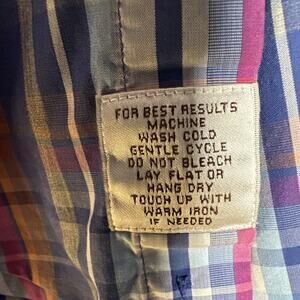 FOR BEST RESULTS
MACHINE
WASH COLD
GENTLE CYCLE
DO NOT BLEACH
LAY FLAT OR
HANG DRY
TOUCH UP WITH
WARM IRON
IF NEEDED